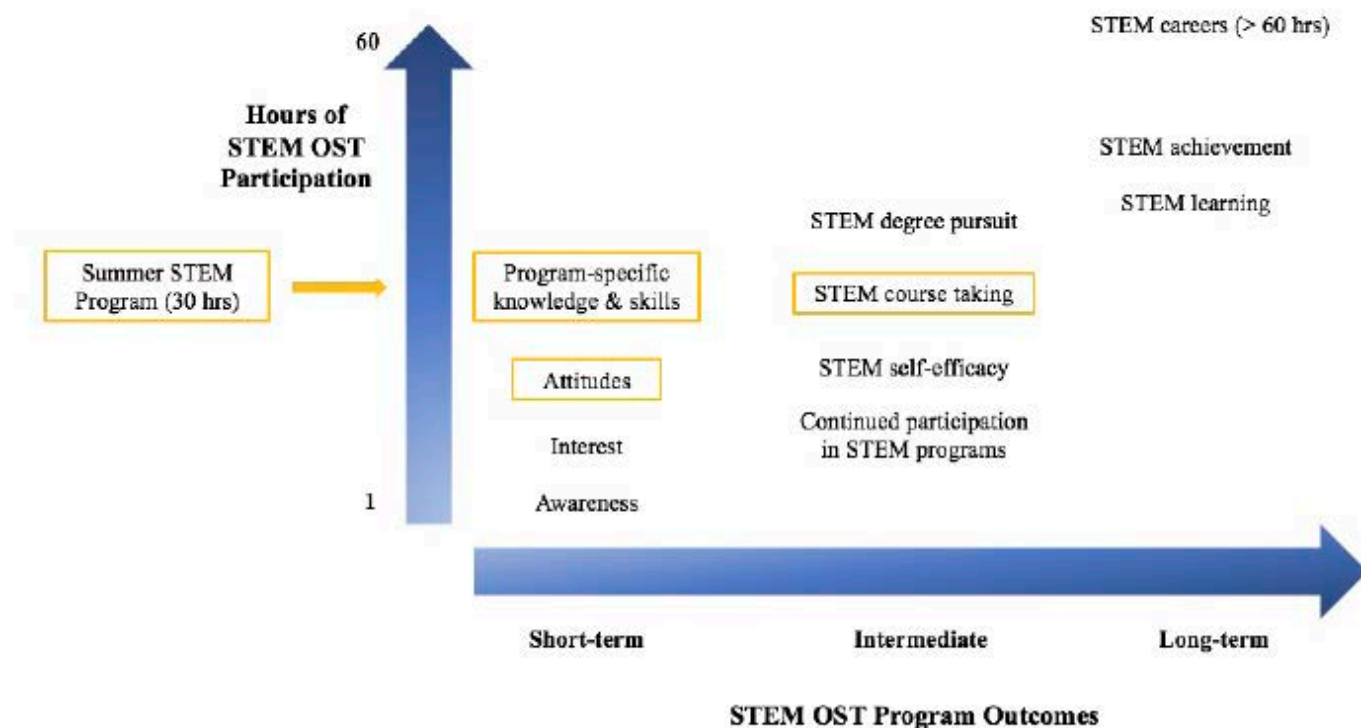 STEM careers (> 60 hrs)
60
Hours of
STEM OST
Participation
STEM achievement
STEM learning
STEM degree pursuit
Summer STEM
Program (30 hrs)
Program-specific
knowledge & skills
STEM course taking
Attitudes
STEM self-efficacy
Continued participation
in STEM programs
Interest
1
Awareness
Short-term
Intermediate
Long-term
STEM OST Program Outcomes